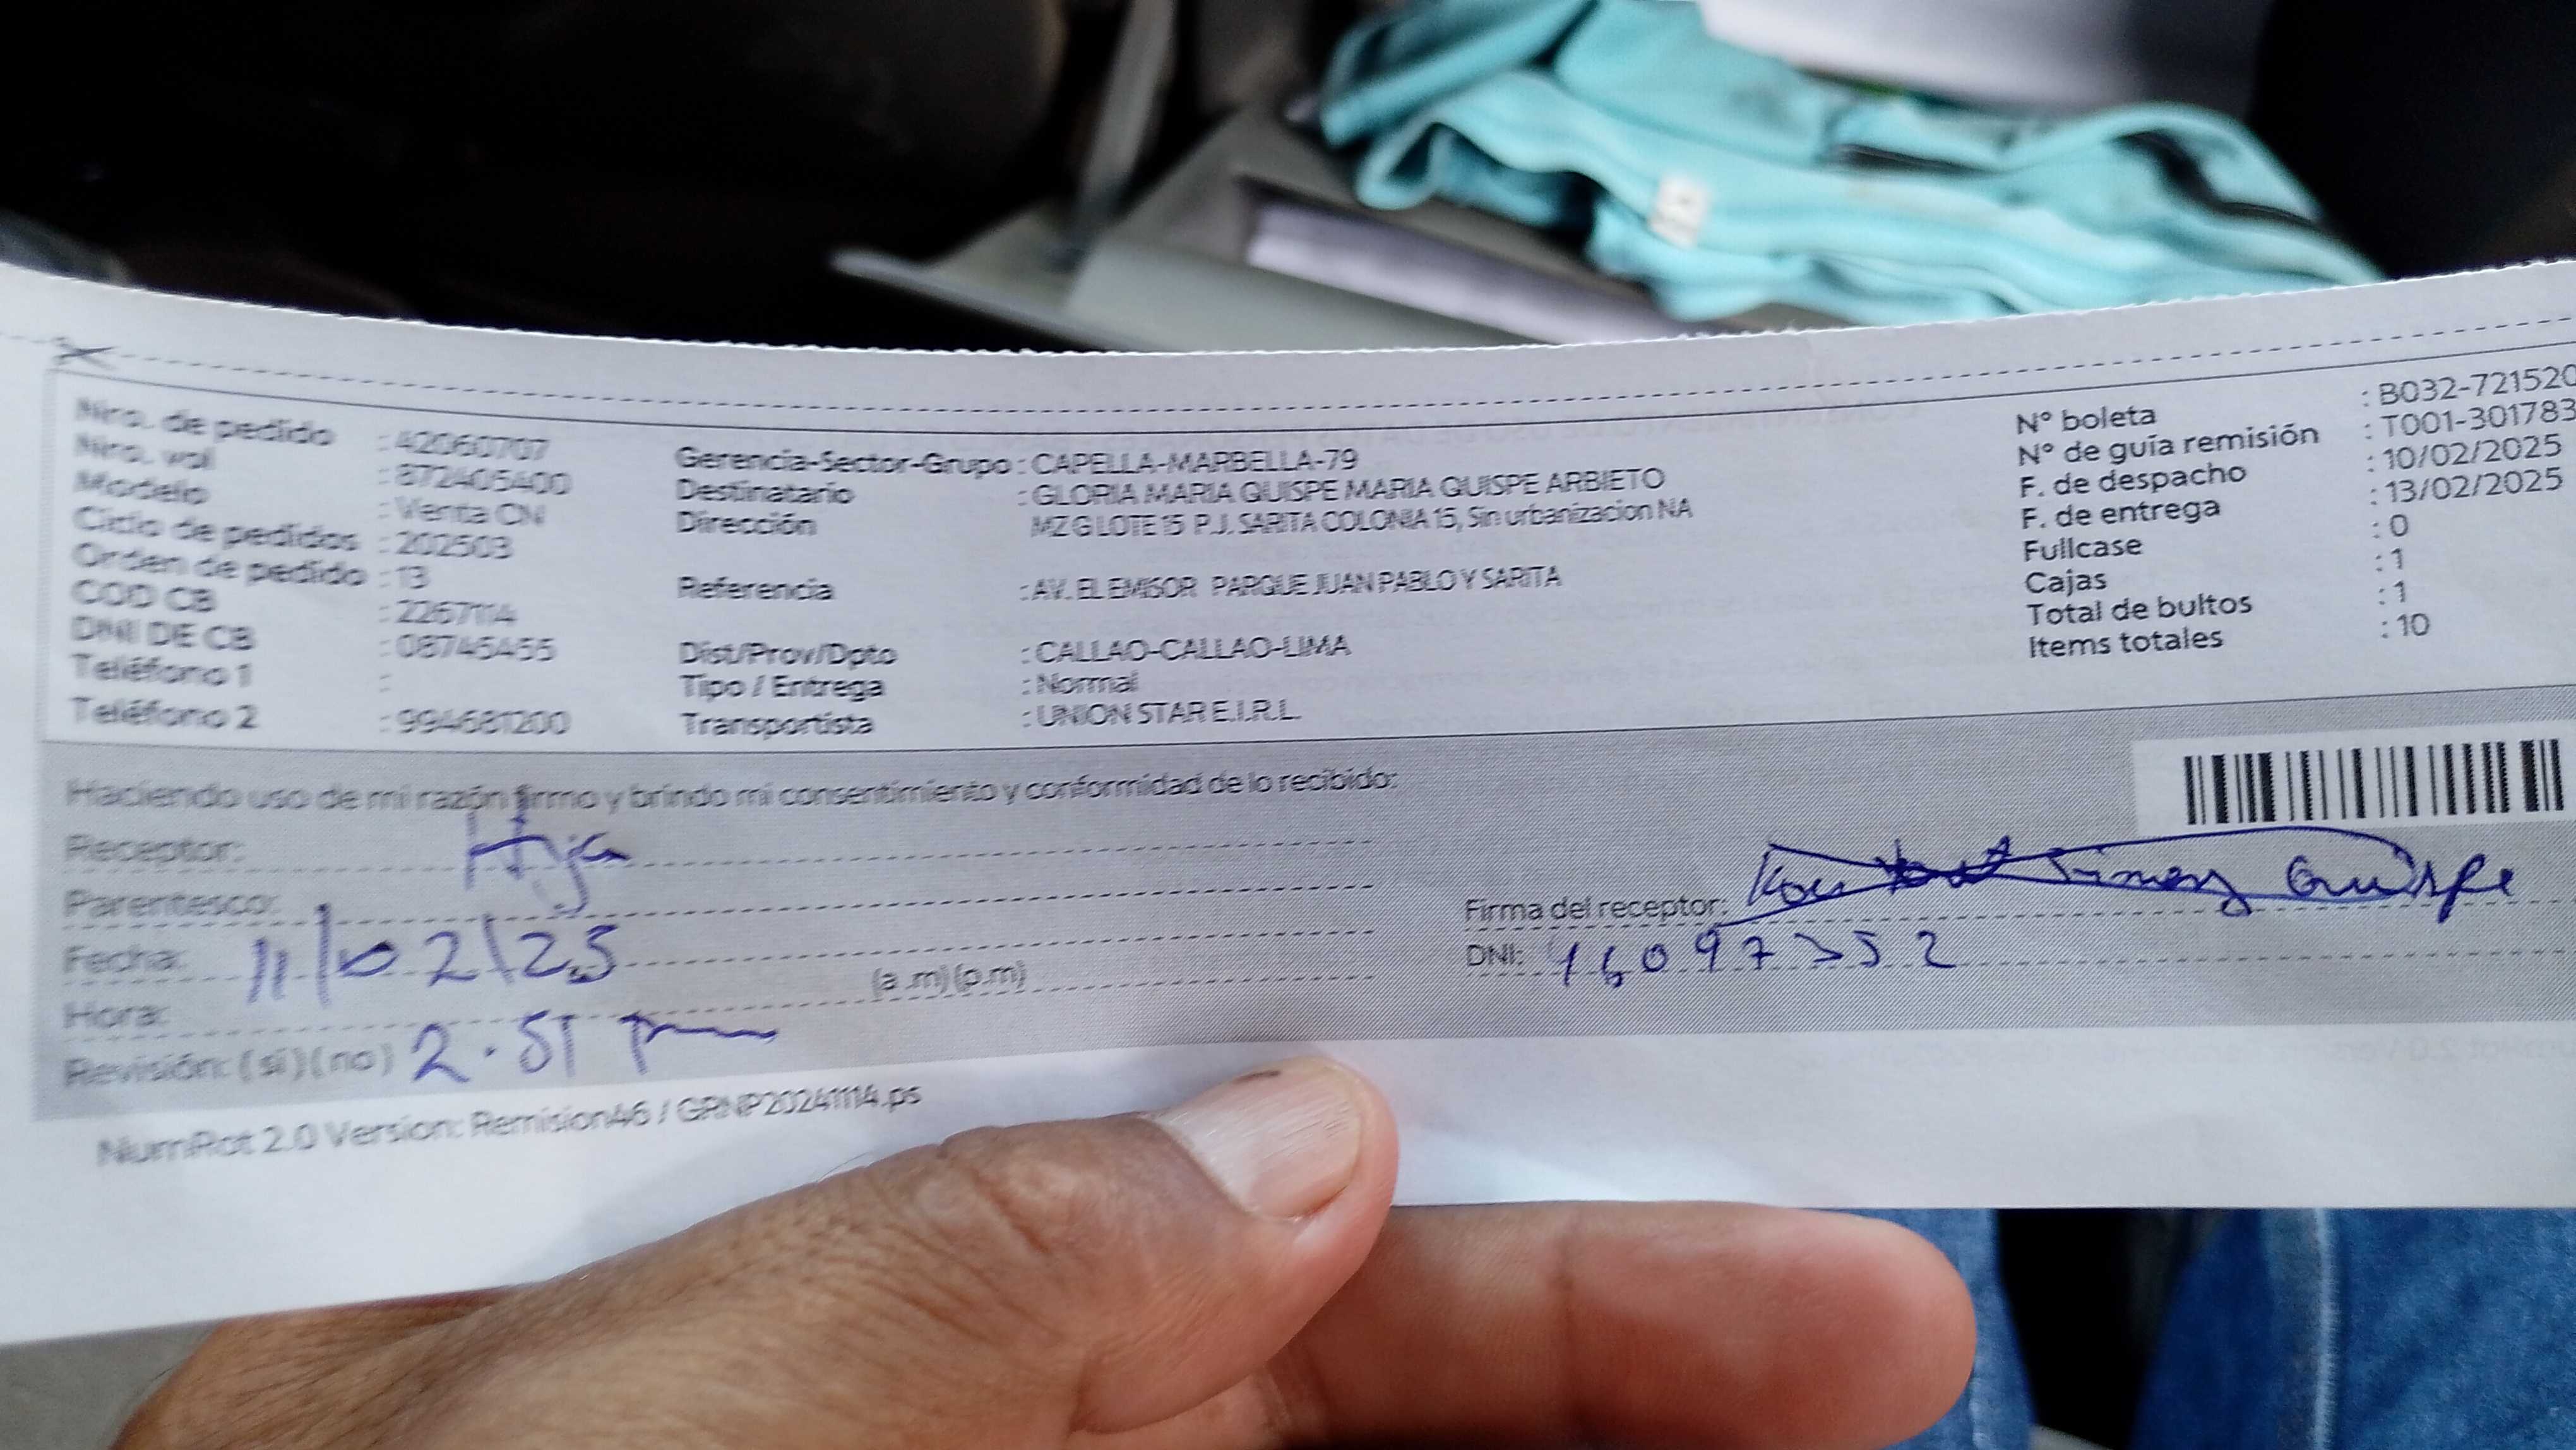 Nro. de pedido : 42060707
Nro. vol : 872405400
Modelo : Venta CN
Ciclo de pedidos : 202503
Orden de pedido : 13
COD CB : 2267114
DNI DE CB : 08745455
Teléfono 1 :
Teléfono 2 : 994681200
Gerencia-Sector-Grupo : CAPELLA-MARBELLA-79
Destinatario : GLORIA MARIA QUISPE MARIA QUISPE ARBIETO
Dirección MZ G LOTE 15 P.J. SARITA COLONIA 15, Sin urbanizacion NA
Referencia : AV. EL EMISOR PARQUE JUAN PABLO Y SARITA
Dist/Prov/Dpto : CALLAO-CALLAO-LIMA
Tipo / Entrega : Normal
Transportista : UNION STAR E.I.R.L.
N° boleta : B032-721520
N° de guía remisión : T001-301783
F. de despacho : 10/02/2025
F. de entrega : 13/02/2025
Fullcase : 0
Cajas : 1
Total de bultos : 1
Items totales : 10
Haciendo uso de mi razón firmo y brindo mi consentimiento y conformidad de lo recibido:
Receptor:
Parentesco: Hija
Fecha: 11/02/25
Hora: (a .m) (p.m)
Revisión: (si) (no) 2.51 pm
Firma del receptor: Quispe
DNI: 16097352
NumRot 2.0 Version: Remision46 / GRNP20241114.ps